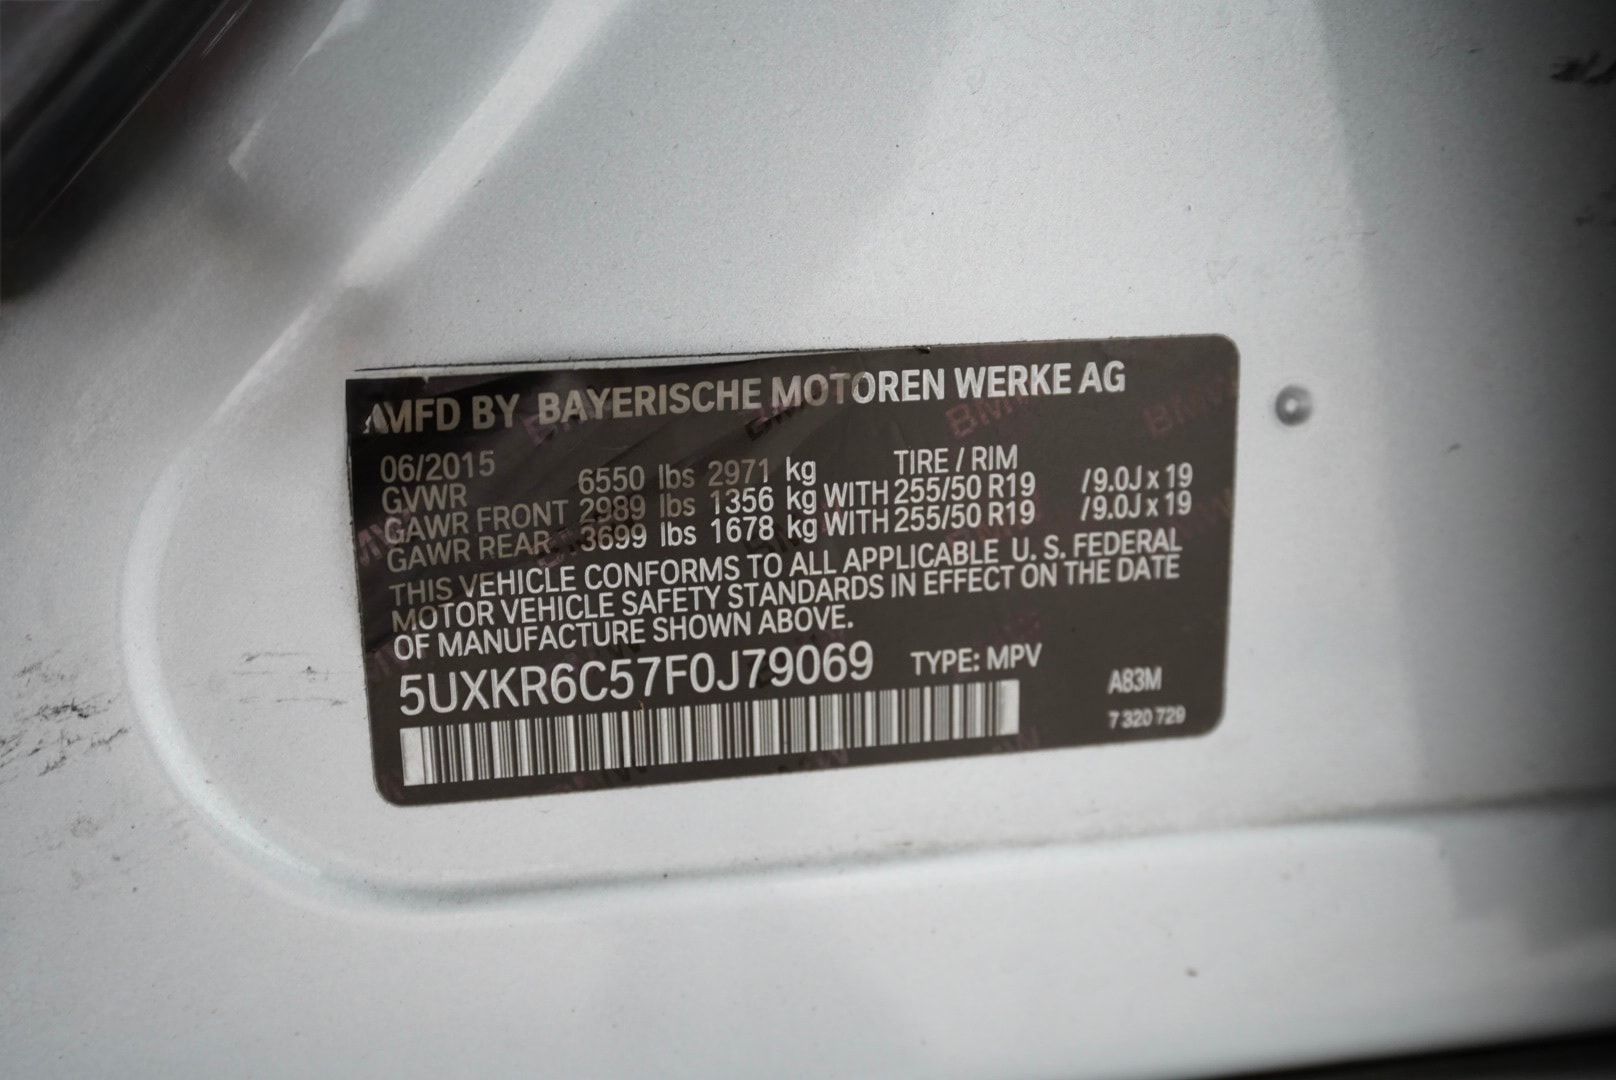 MFD BY BAYERISCHE MOTOREN WERKE AG
06/2015 TIRE / RIM
GVWR 6550 lbs 2971 kg
GAWR FRONT 2989 lbs 1356 kg WITH 255/50 R19 /9.0J x 19
GAWR REAR 3699 lbs 1678 kg WITH 255/50 R19 /9.0J x 19
THIS VEHICLE CONFORMS TO ALL APPLICABLE U. S. FEDERAL
MOTOR VEHICLE SAFETY STANDARDS IN EFFECT ON THE DATE
OF MANUFACTURE SHOWN ABOVE.
5UXKR6C57F0J79069 TYPE: MPV
A83M
7 320 729